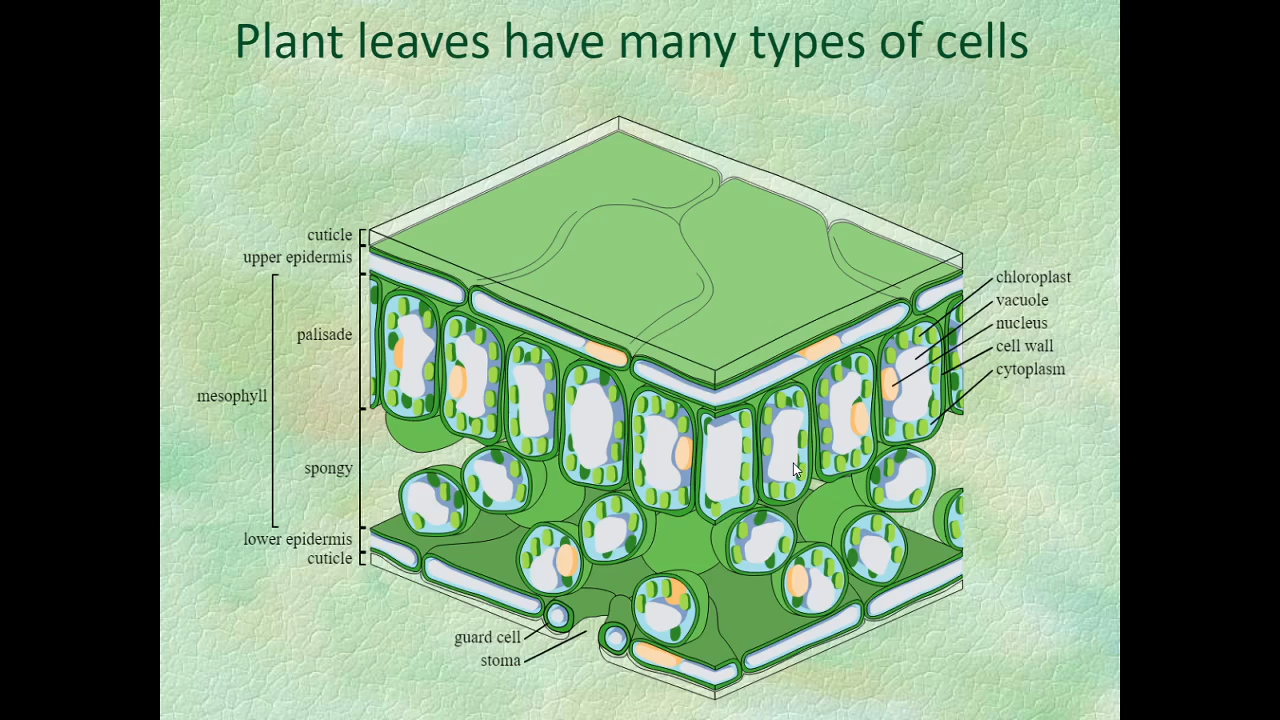 Plant leaves have many types of cells
cuticle
upper epidermis
palisade
mesophyll
spongy
lower epidermis
cuticle
chloroplast
vacuole
nucleus
cell wall
cytoplasm
guard cell
stoma